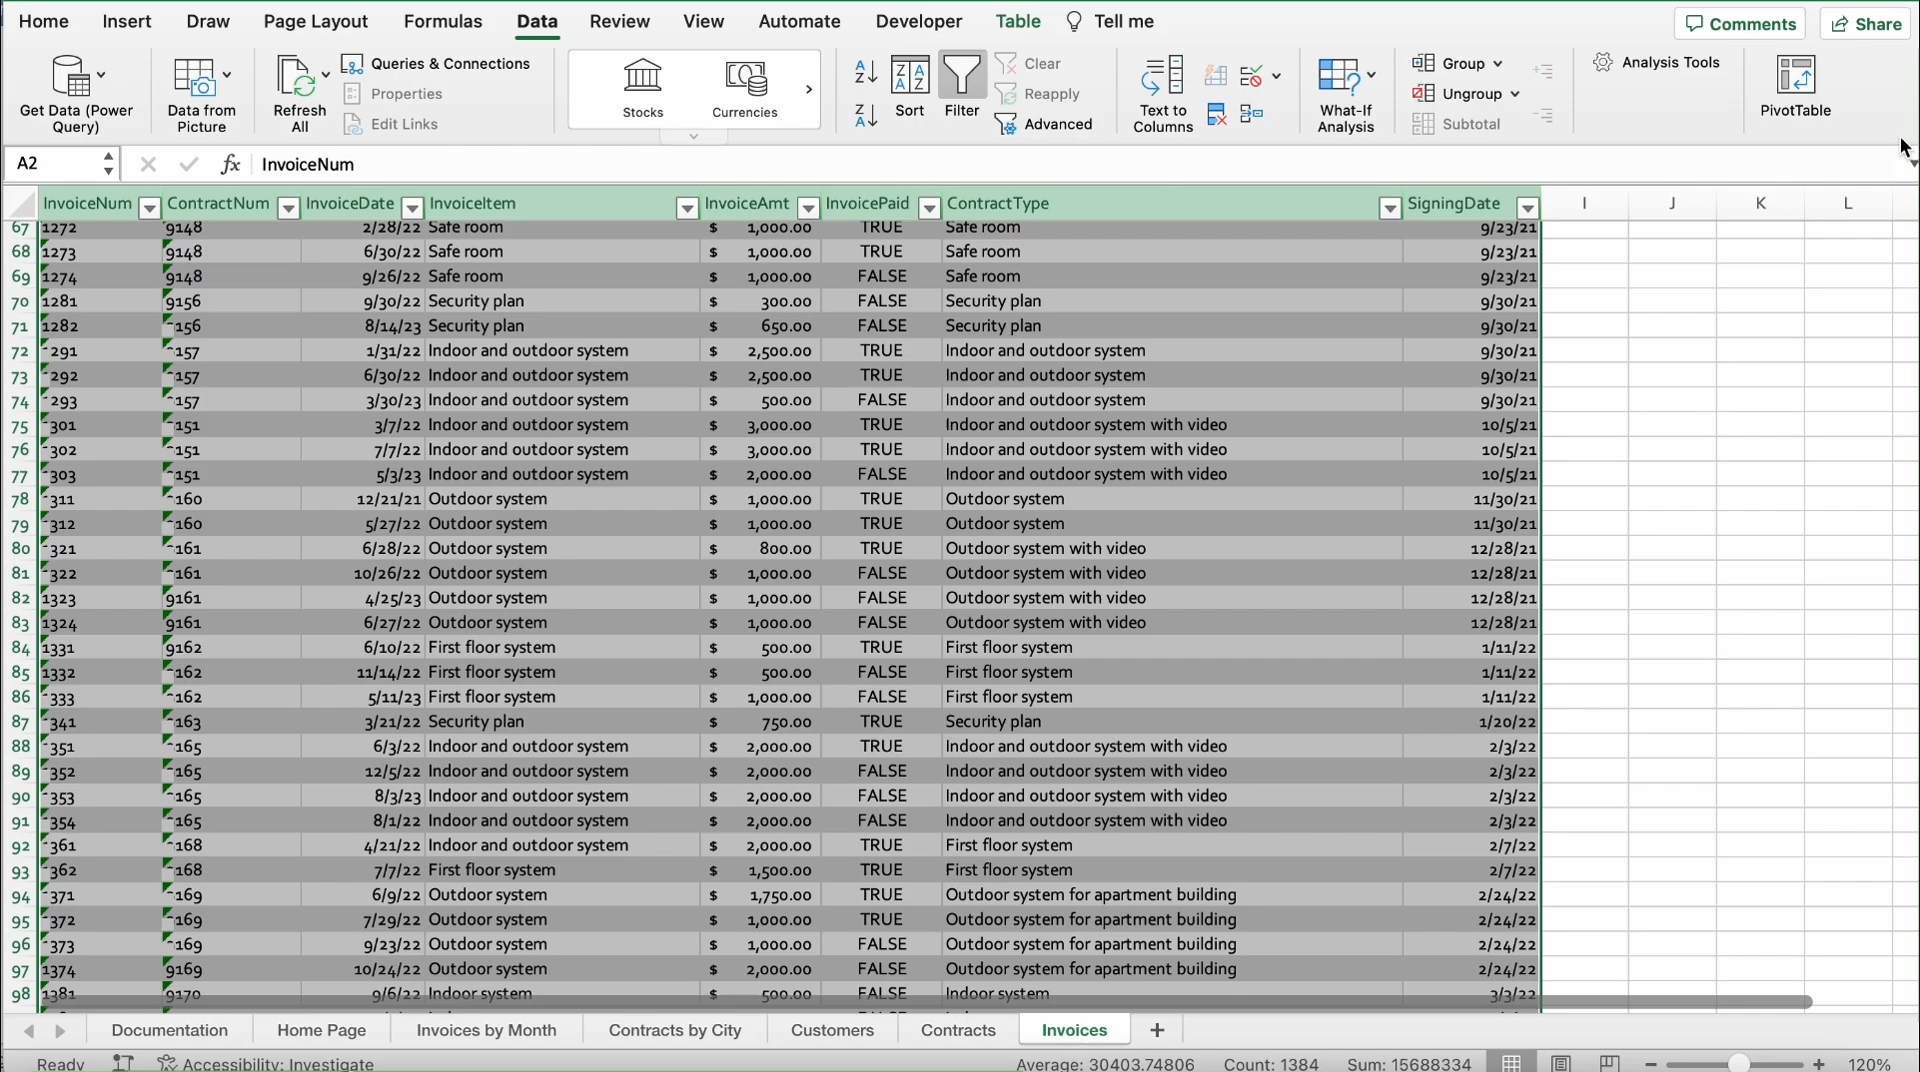 Home Insert Draw Page Layout Formulas Data Review View Automate Developer Table Tell me Comments Share
Get Data (Power Query)
Data from Picture
Refresh All
Queries & Connections
Properties
Edit Links
Stocks
Currencies
Sort
Filter
Clear
Reapply
Advanced
Text to Columns
What-If Analysis
Group
Ungroup
Subtotal
Analysis Tools
PivotTable
A2 fx InvoiceNum
InvoiceNum ContractNum InvoiceDate InvoiceItem InvoiceAmt InvoicePaid ContractType SigningDate I J K L
67 1272 9148 2/28/22 Safe room $ 1,000.00 TRUE Safe room 9/23/21
68 1273 9148 6/30/22 Safe room $ 1,000.00 TRUE Safe room 9/23/21
69 1274 9148 9/26/22 Safe room $ 1,000.00 FALSE Safe room 9/23/21
70 1281 9156 9/30/22 Security plan $ 300.00 FALSE Security plan 9/30/21
71 1282 156 8/14/23 Security plan $ 650.00 FALSE Security plan 9/30/21
72 291 157 1/31/22 Indoor and outdoor system $ 2,500.00 TRUE Indoor and outdoor system 9/30/21
73 292 157 6/30/22 Indoor and outdoor system $ 2,500.00 TRUE Indoor and outdoor system 9/30/21
74 293 157 3/30/23 Indoor and outdoor system $ 500.00 FALSE Indoor and outdoor system 9/30/21
75 301 151 3/7/22 Indoor and outdoor system $ 3,000.00 TRUE Indoor and outdoor system with video 10/5/21
76 302 151 7/7/22 Indoor and outdoor system $ 3,000.00 TRUE Indoor and outdoor system with video 10/5/21
77 303 151 5/3/23 Indoor and outdoor system $ 2,000.00 FALSE Indoor and outdoor system with video 10/5/21
78 311 160 12/21/21 Outdoor system $ 1,000.00 TRUE Outdoor system 11/30/21
79 312 160 5/27/22 Outdoor system $ 1,000.00 TRUE Outdoor system 11/30/21
80 321 161 6/28/22 Outdoor system $ 800.00 TRUE Outdoor system with video 12/28/21
81 322 161 10/26/22 Outdoor system $ 1,000.00 FALSE Outdoor system with video 12/28/21
82 1323 9161 4/25/23 Outdoor system $ 1,000.00 FALSE Outdoor system with video 12/28/21
83 1324 9161 6/27/22 Outdoor system $ 1,000.00 FALSE Outdoor system with video 12/28/21
84 1331 9162 6/10/22 First floor system $ 500.00 TRUE First floor system 1/11/22
85 1332 162 11/14/22 First floor system $ 500.00 FALSE First floor system 1/11/22
86 333 162 5/11/23 First floor system $ 1,000.00 FALSE First floor system 1/11/22
87 341 163 3/21/22 Security plan $ 750.00 TRUE Security plan 1/20/22
88 351 165 6/3/22 Indoor and outdoor system $ 2,000.00 TRUE Indoor and outdoor system with video 2/3/22
89 352 165 12/5/22 Indoor and outdoor system $ 2,000.00 FALSE Indoor and outdoor system with video 2/3/22
90 353 165 8/3/23 Indoor and outdoor system $ 2,000.00 FALSE Indoor and outdoor system with video 2/3/22
91 354 165 8/1/22 Indoor and outdoor system $ 2,000.00 FALSE Indoor and outdoor system with video 2/3/22
92 361 168 4/21/22 Indoor and outdoor system $ 2,000.00 TRUE First floor system 2/7/22
93 362 168 7/7/22 First floor system $ 1,500.00 TRUE First floor system 2/7/22
94 371 169 6/9/22 Outdoor system $ 1,750.00 TRUE Outdoor system for apartment building 2/24/22
95 372 169 7/29/22 Outdoor system $ 1,000.00 TRUE Outdoor system for apartment building 2/24/22
96 373 169 9/23/22 Outdoor system $ 1,000.00 FALSE Outdoor system for apartment building 2/24/22
97 1374 9169 10/24/22 Outdoor system $ 2,000.00 FALSE Outdoor system for apartment building 2/24/22
98 1381 9170 9/6/22 Indoor system $ 500.00 FALSE Indoor system 3/3/22
Documentation Home Page Invoices by Month Contracts by City Customers Contracts Invoices +
Ready Accessibility: Investigate Average: 30403.74806 Count: 1384 Sum: 15688334 − + 120%